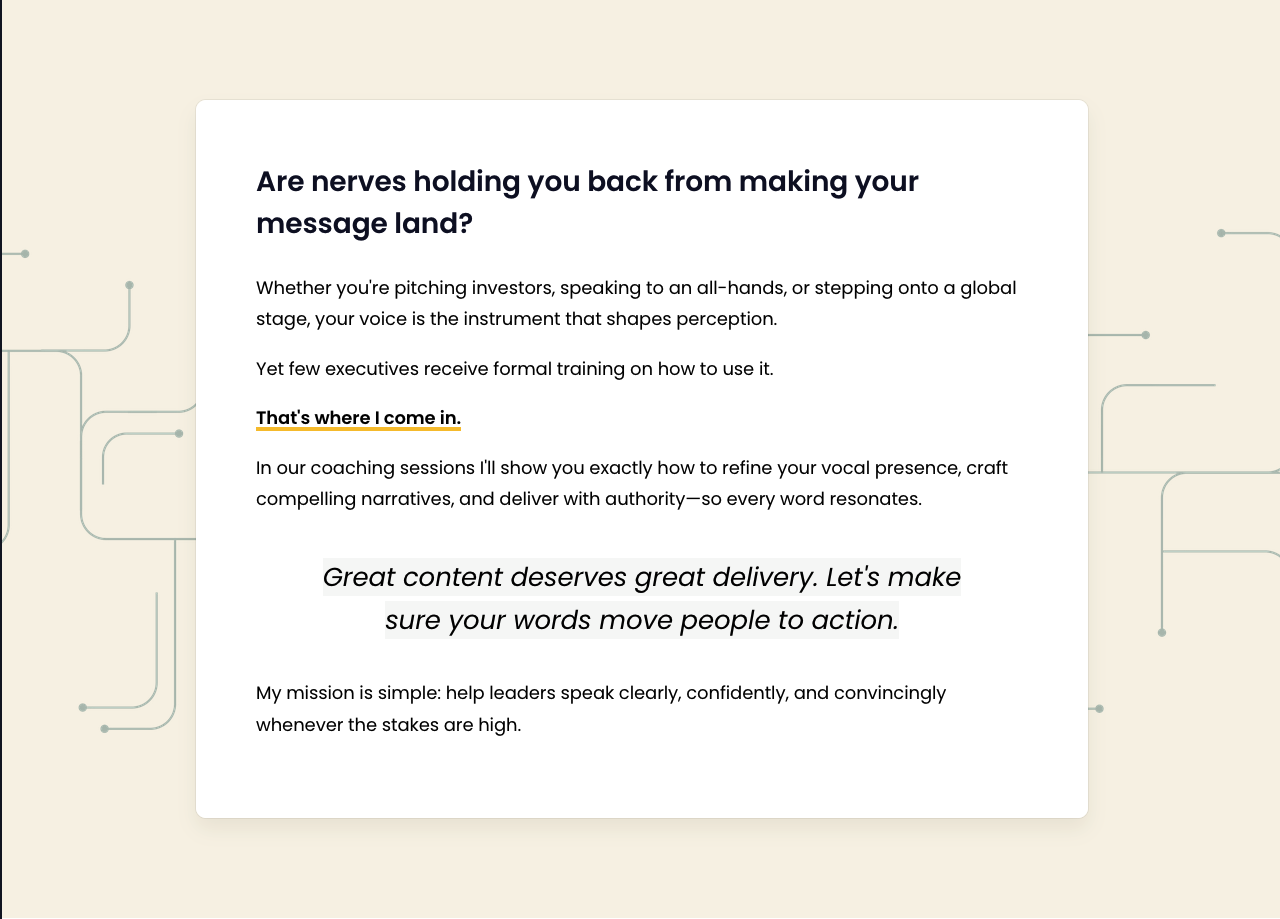 Are nerves holding you back from making your
message land?
Whether you're pitching investors, speaking to an all-hands, or stepping onto a global
stage, your voice is the instrument that shapes perception.
Yet few executives receive formal training on how to use it.
That's where I come in.
In our coaching sessions I'll show you exactly how to refine your vocal presence, craft
compelling narratives, and deliver with authority—so every word resonates.
Great content deserves great delivery. Let's make
sure your words move people to action.
My mission is simple: help leaders speak clearly, confidently, and convincingly
whenever the stakes are high.